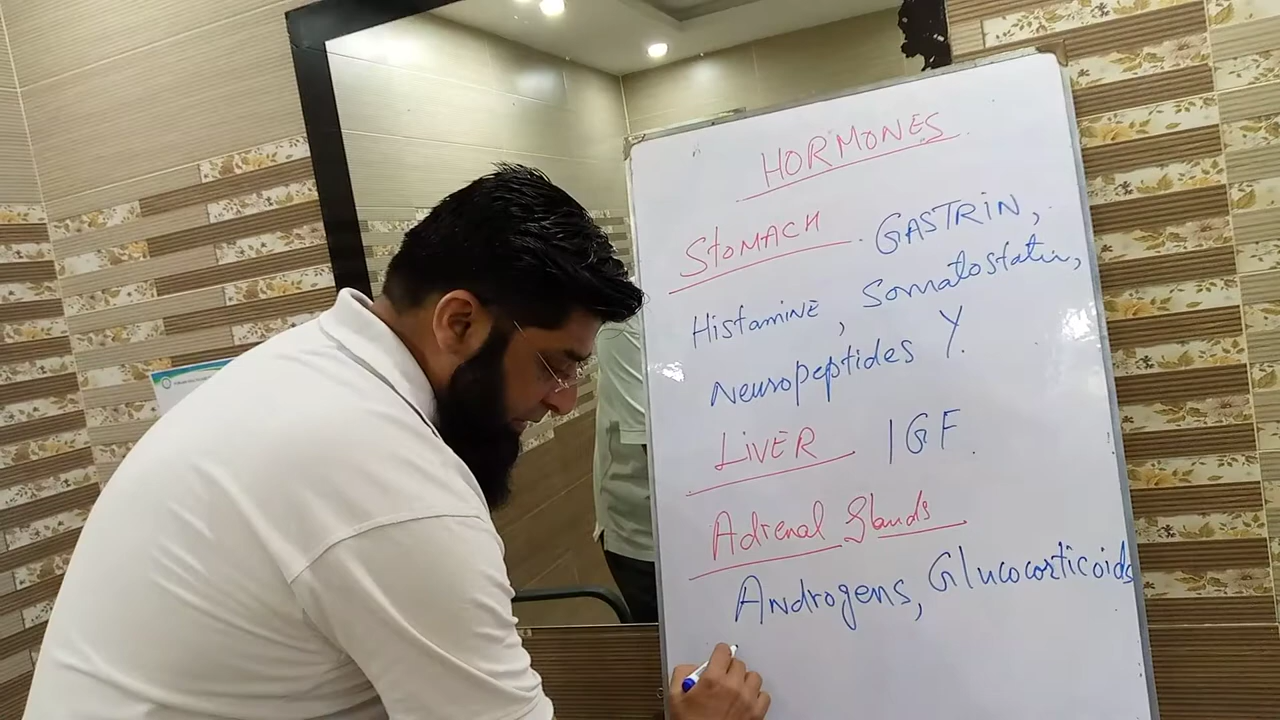 HORMONES
STOMACH GASTRIN,
Histamine, Somatostatin,
Neuropeptides Y.
LIVER IGF.
Adrenal Glands
Androgens, Glucocorticoids